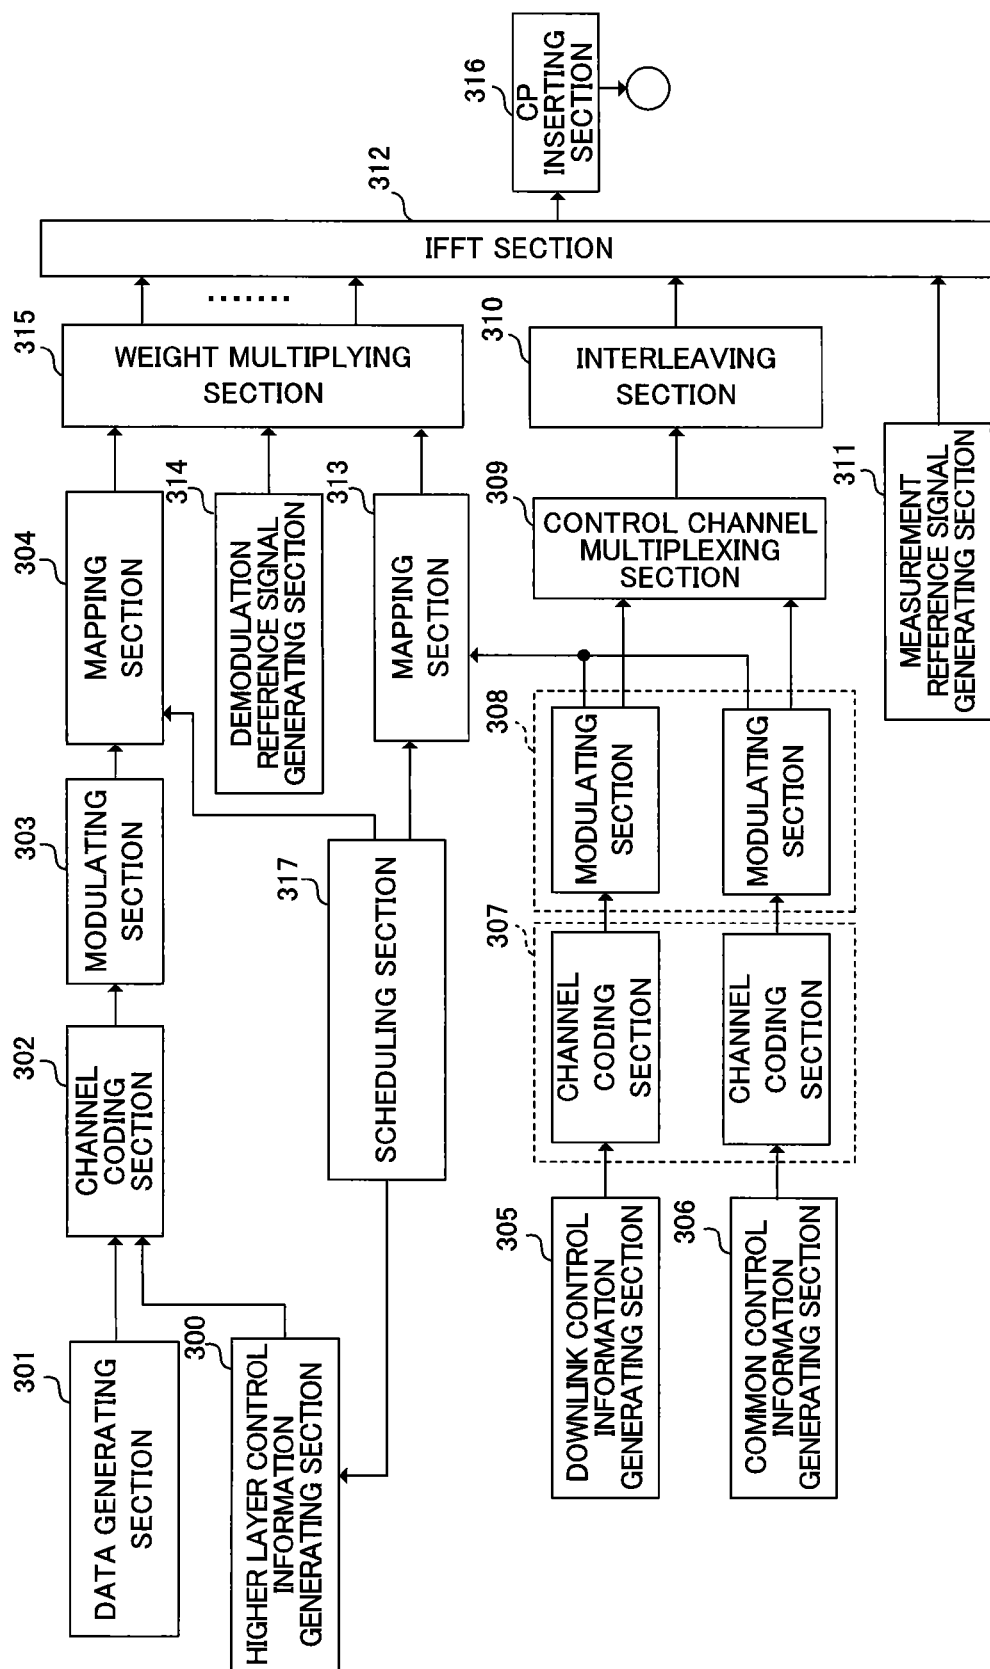 301
DATA GENERATING
SECTION
300
HIGHER LAYER CONTROL
INFORMATION
GENERATING SECTION
302
CHANNEL
CODING
SECTION
303
MODULATING
SECTION
304
MAPPING
SECTION
314
DEMODULATION
REFERENCE SIGNAL
GENERATING SECTION
317
SCHEDULING SECTION
313
MAPPING
SECTION
315
WEIGHT MULTIPLYING
SECTION
305
DOWNLINK CONTROL
INFORMATION
GENERATING SECTION
306
COMMON CONTROL
INFORMATION
GENERATING SECTION
307
CHANNEL
CODING
SECTION
CHANNEL
CODING
SECTION
308
MODULATING
SECTION
MODULATING
SECTION
309
CONTROL CHANNEL
MULTIPLEXING
SECTION
310
INTERLEAVING
SECTION
311
MEASUREMENT
REFERENCE SIGNAL
GENERATING SECTION
312
IFFT SECTION
316
CP
INSERTING
SECTION